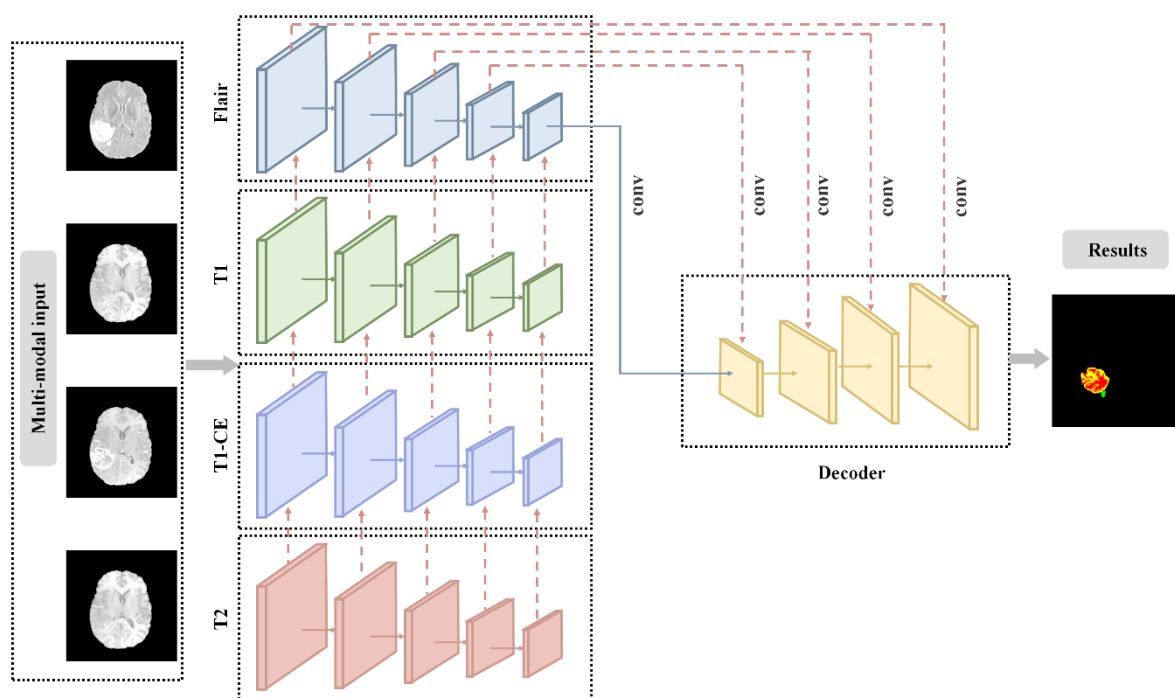 Multi-modal input
Flair
T1
T1-CE
T2
conv
conv
conv
conv
conv
Decoder
Results